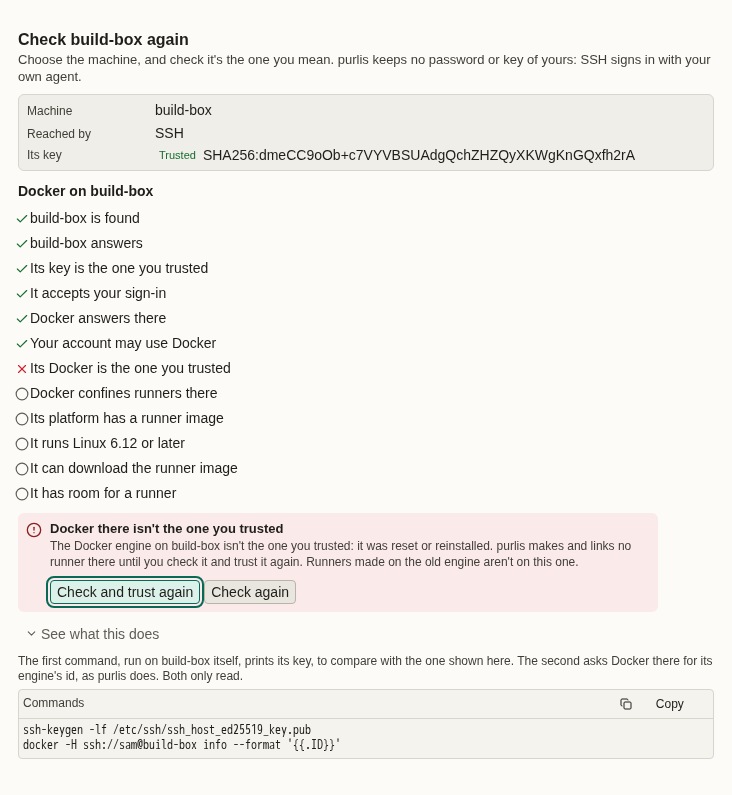 Check build-box again
Choose the machine, and check it's the one you mean. purlis keeps no password or key of yours: SSH signs in with your
own agent.
Machine build-box
Reached by SSH
Its key Trusted SHA256:dmeCC9oOb+c7VYVBSUAdgQchZHZQyXKWgKnGQxfh2rA
Docker on build-box
build-box is found
build-box answers
Its key is the one you trusted
It accepts your sign-in
Docker answers there
Your account may use Docker
Its Docker is the one you trusted
Docker confines runners there
Its platform has a runner image
It runs Linux 6.12 or later
It can download the runner image
It has room for a runner
Docker there isn't the one you trusted
The Docker engine on build-box isn't the one you trusted: it was reset or reinstalled. purlis makes and links no
runner there until you check it and trust it again. Runners made on the old engine aren't on this one.
Check and trust again Check again
See what this does
The first command, run on build-box itself, prints its key, to compare with the one shown here. The second asks Docker there for its
engine's id, as purlis does. Both only read.
Commands Copy
ssh-keygen -lf /etc/ssh/ssh_host_ed25519_key.pub
docker -H ssh://sam@build-box info --format '{{.ID}}'